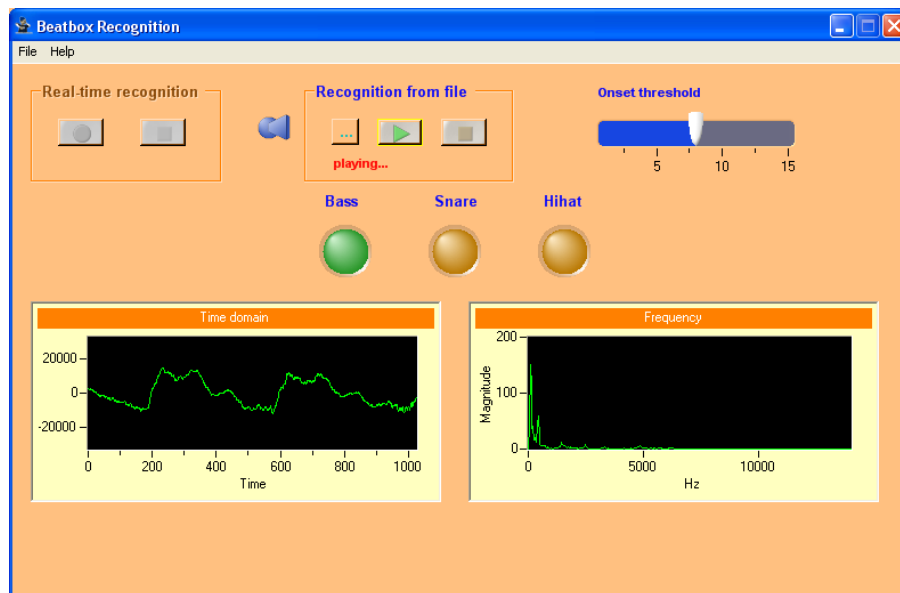 Beatbox Recognition
File Help
Real-time recognition
Recognition from file
Onset threshold
...
playing...
5 10 15
Bass Snare Hihat
Time domain
20000
0
-20000
0 200 400 600 800 1000
Time
Frequency
200
100
0
Magnitude
0 5000 10000
Hz